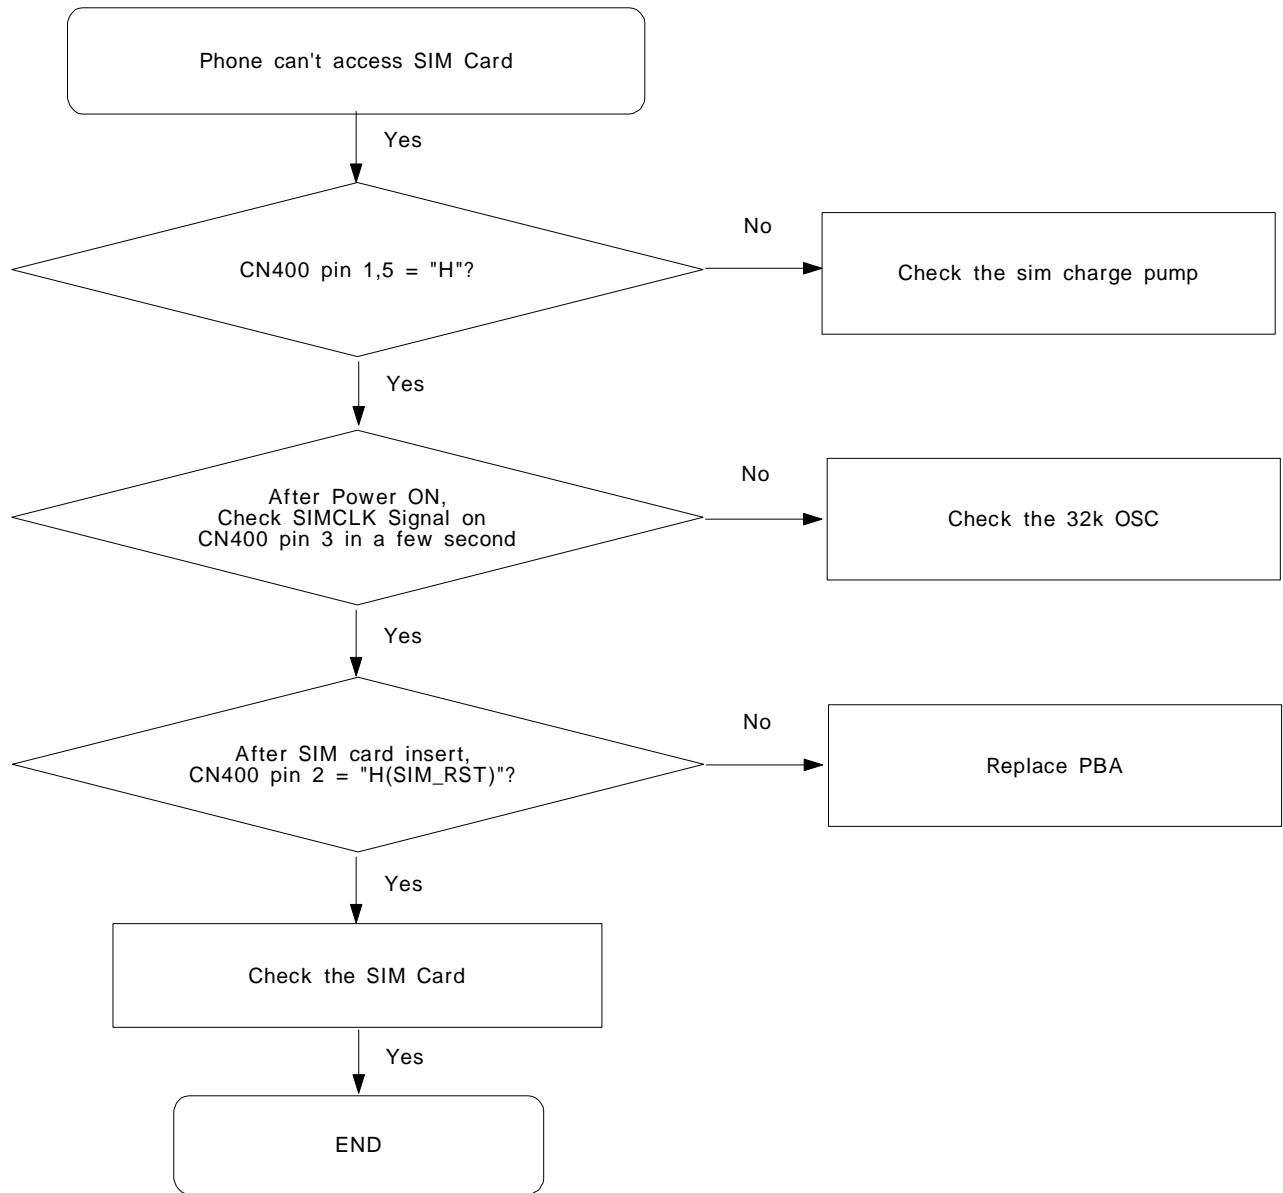 Phone can't access SIM Card
Yes
CN400 pin 1,5 = "H"?
No
Check the sim charge pump
Yes
After Power ON,
Check SIMCLK Signal on
CN400 pin 3 in a few second
No
Check the 32k OSC
Yes
After SIM card insert,
CN400 pin 2 = "H(SIM_RST)"?
No
Replace PBA
Yes
Check the SIM Card
Yes
END